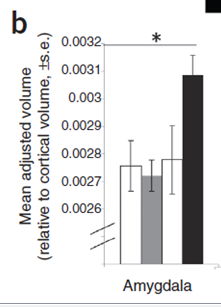 b
*
0.0032
0.0031
0.003
0.0029
0.0028
0.0027
0.0026
Mean adjusted volume
(relative to cortical volume, ±s.e.)
Amygdala